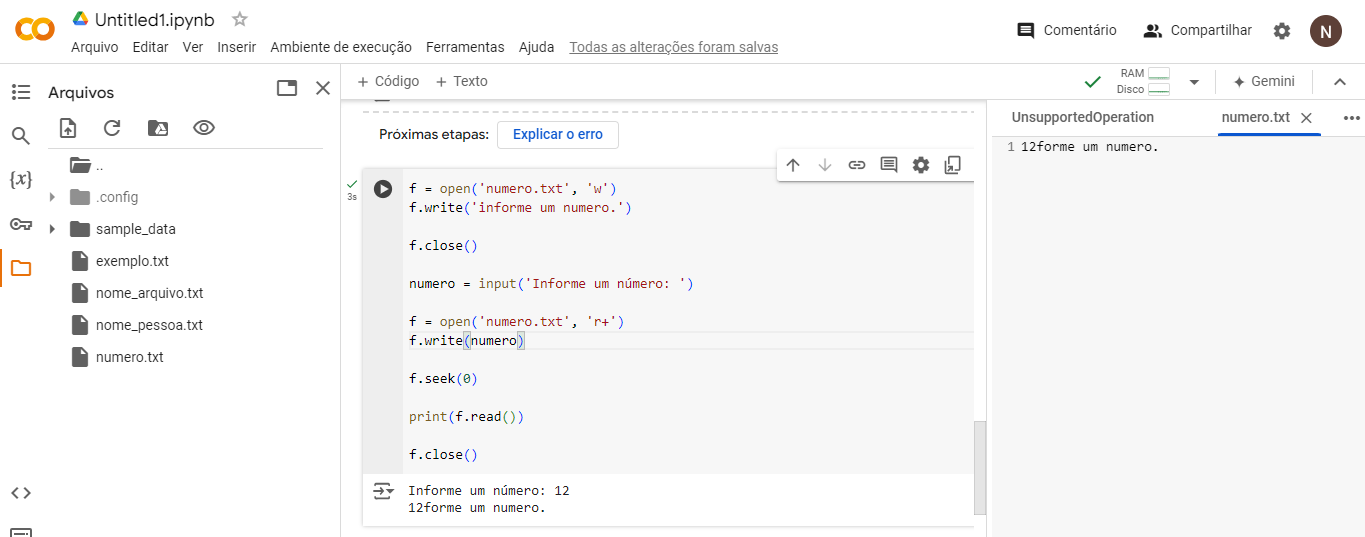 Untitled1.ipynb
Arquivo Editar Ver Inserir Ambiente de execução Ferramentas Ajuda Todas as alterações foram salvas
Comentário Compartilhar N
Arquivos
..
.config
sample_data
exemplo.txt
nome_arquivo.txt
nome_pessoa.txt
numero.txt
{x}
+ Código + Texto
RAM
Disco
Gemini
Próximas etapas: Explicar o erro
3s
f = open('numero.txt', 'w')
f.write('informe um numero.')
f.close()
numero = input('Informe um número: ')
f = open('numero.txt', 'r+')
f.write(numero)
f.seek(0)
print(f.read())
f.close()
Informe um número: 12
12forme um numero.
UnsupportedOperation numero.txt
1 12forme um numero.